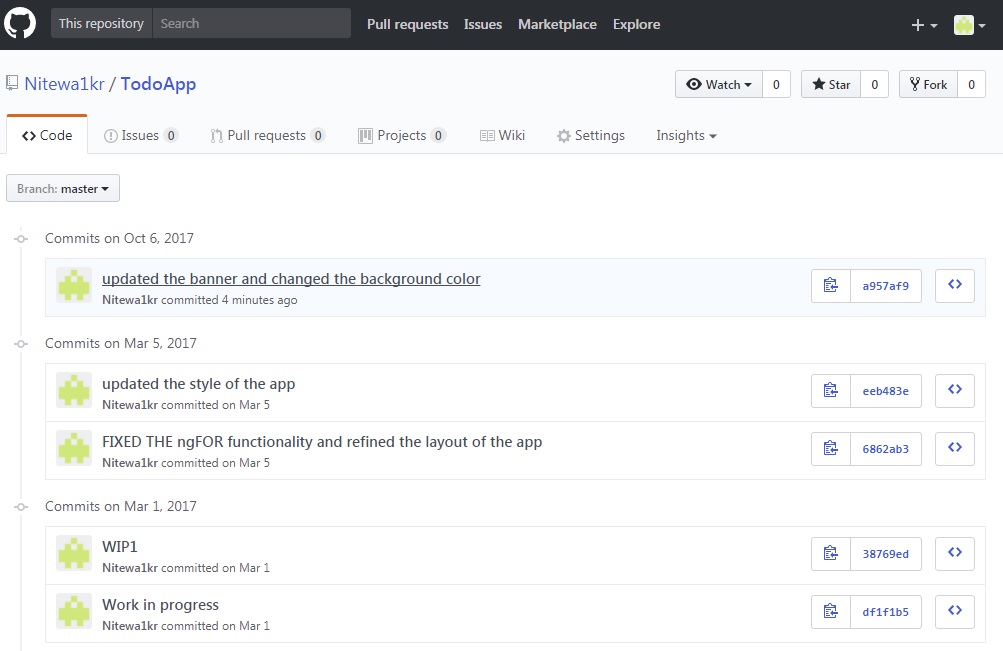 This repository Search Pull requests Issues Marketplace Explore
Nitewa1kr / TodoApp Watch 0 Star 0 Fork 0
Code Issues 0 Pull requests 0 Projects 0 Wiki Settings Insights
Branch: master
Commits on Oct 6, 2017
updated the banner and changed the background color
Nitewa1kr committed 4 minutes ago
a957af9
Commits on Mar 5, 2017
updated the style of the app
Nitewa1kr committed on Mar 5
eeb483e
FIXED THE ngFOR functionality and refined the layout of the app
Nitewa1kr committed on Mar 5
6862ab3
Commits on Mar 1, 2017
WIP1
Nitewa1kr committed on Mar 1
38769ed
Work in progress
Nitewa1kr committed on Mar 1
df1f1b5